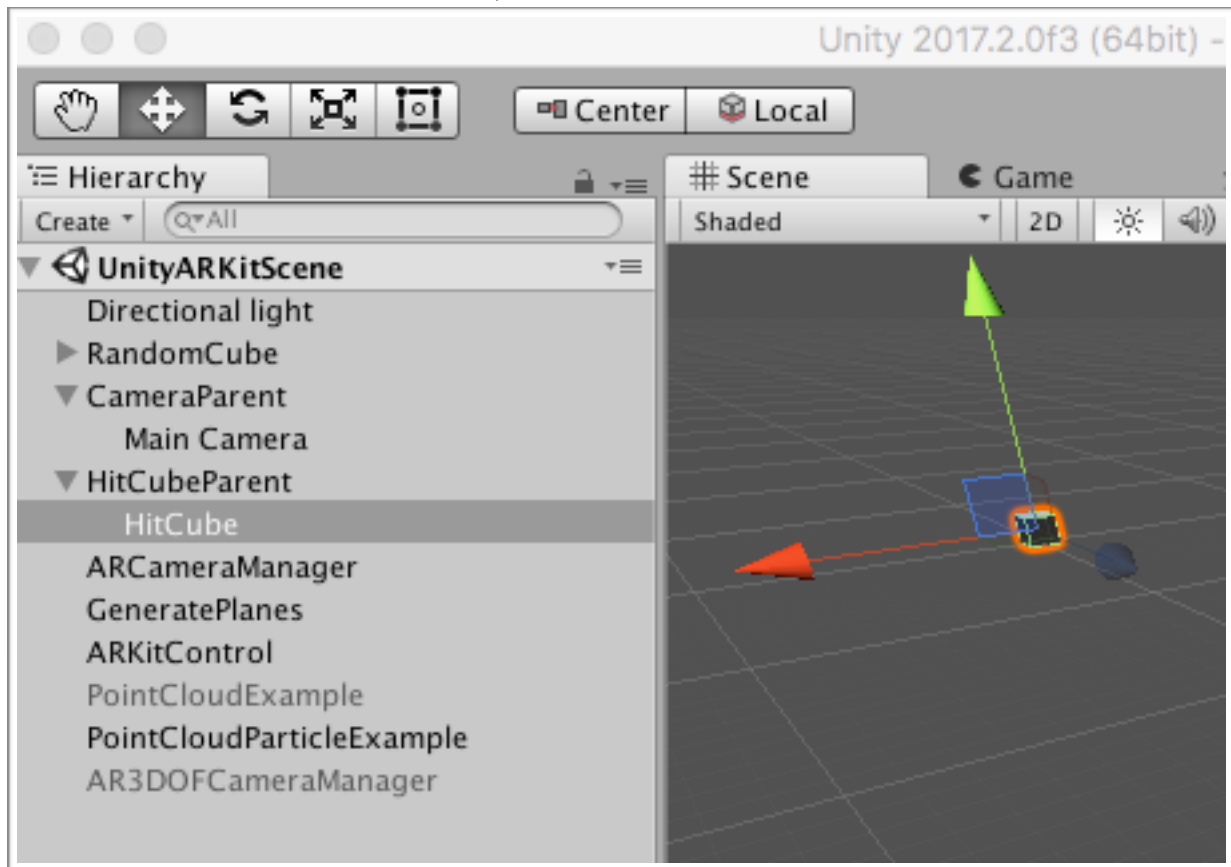 Unity 2017.2.0f3 (64bit) -
Center Local
Hierarchy
Scene Game
Create All
Shaded 2D
UnityARKitScene
Directional light
RandomCube
CameraParent
Main Camera
HitCubeParent
HitCube
ARCameraManager
GeneratePlanes
ARKitControl
PointCloudExample
PointCloudParticleExample
AR3DOFCameraManager